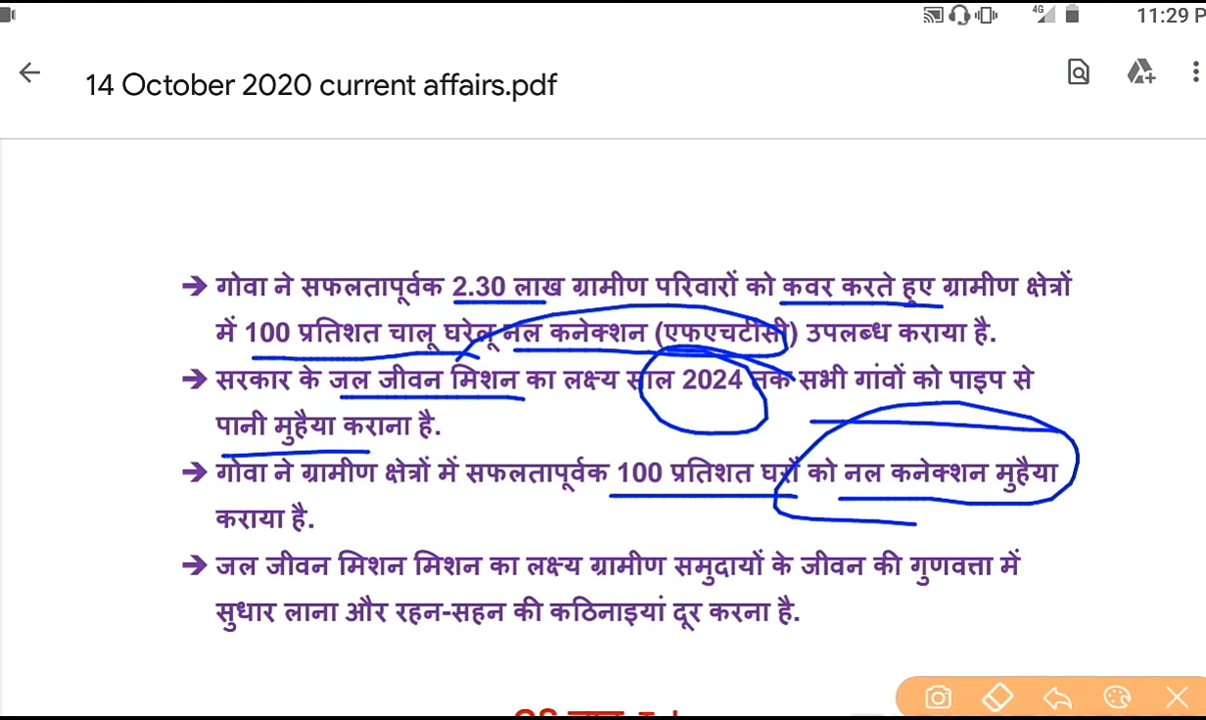 4G 11:29 P
14 October 2020 current affairs.pdf
➔ गोवा ने सफलतापूर्वक 2.30 लाख ग्रामीण परिवारों को कवर करते हुए ग्रामीण क्षेत्रों
में 100 प्रतिशत चालू घरेलू नल कनेक्शन (एफएचटीसी) उपलब्ध कराया है.
➔ सरकार के जल जीवन मिशन का लक्ष्य साल 2024 तक सभी गांवों को पाइप से
पानी मुहैया कराना है.
➔ गोवा ने ग्रामीण क्षेत्रों में सफलतापूर्वक 100 प्रतिशत घरों को नल कनेक्शन मुहैया
कराया है.
➔ जल जीवन मिशन मिशन का लक्ष्य ग्रामीण समुदायों के जीवन की गुणवत्ता में
सुधार लाना और रहन-सहन की कठिनाइयां दूर करना है.